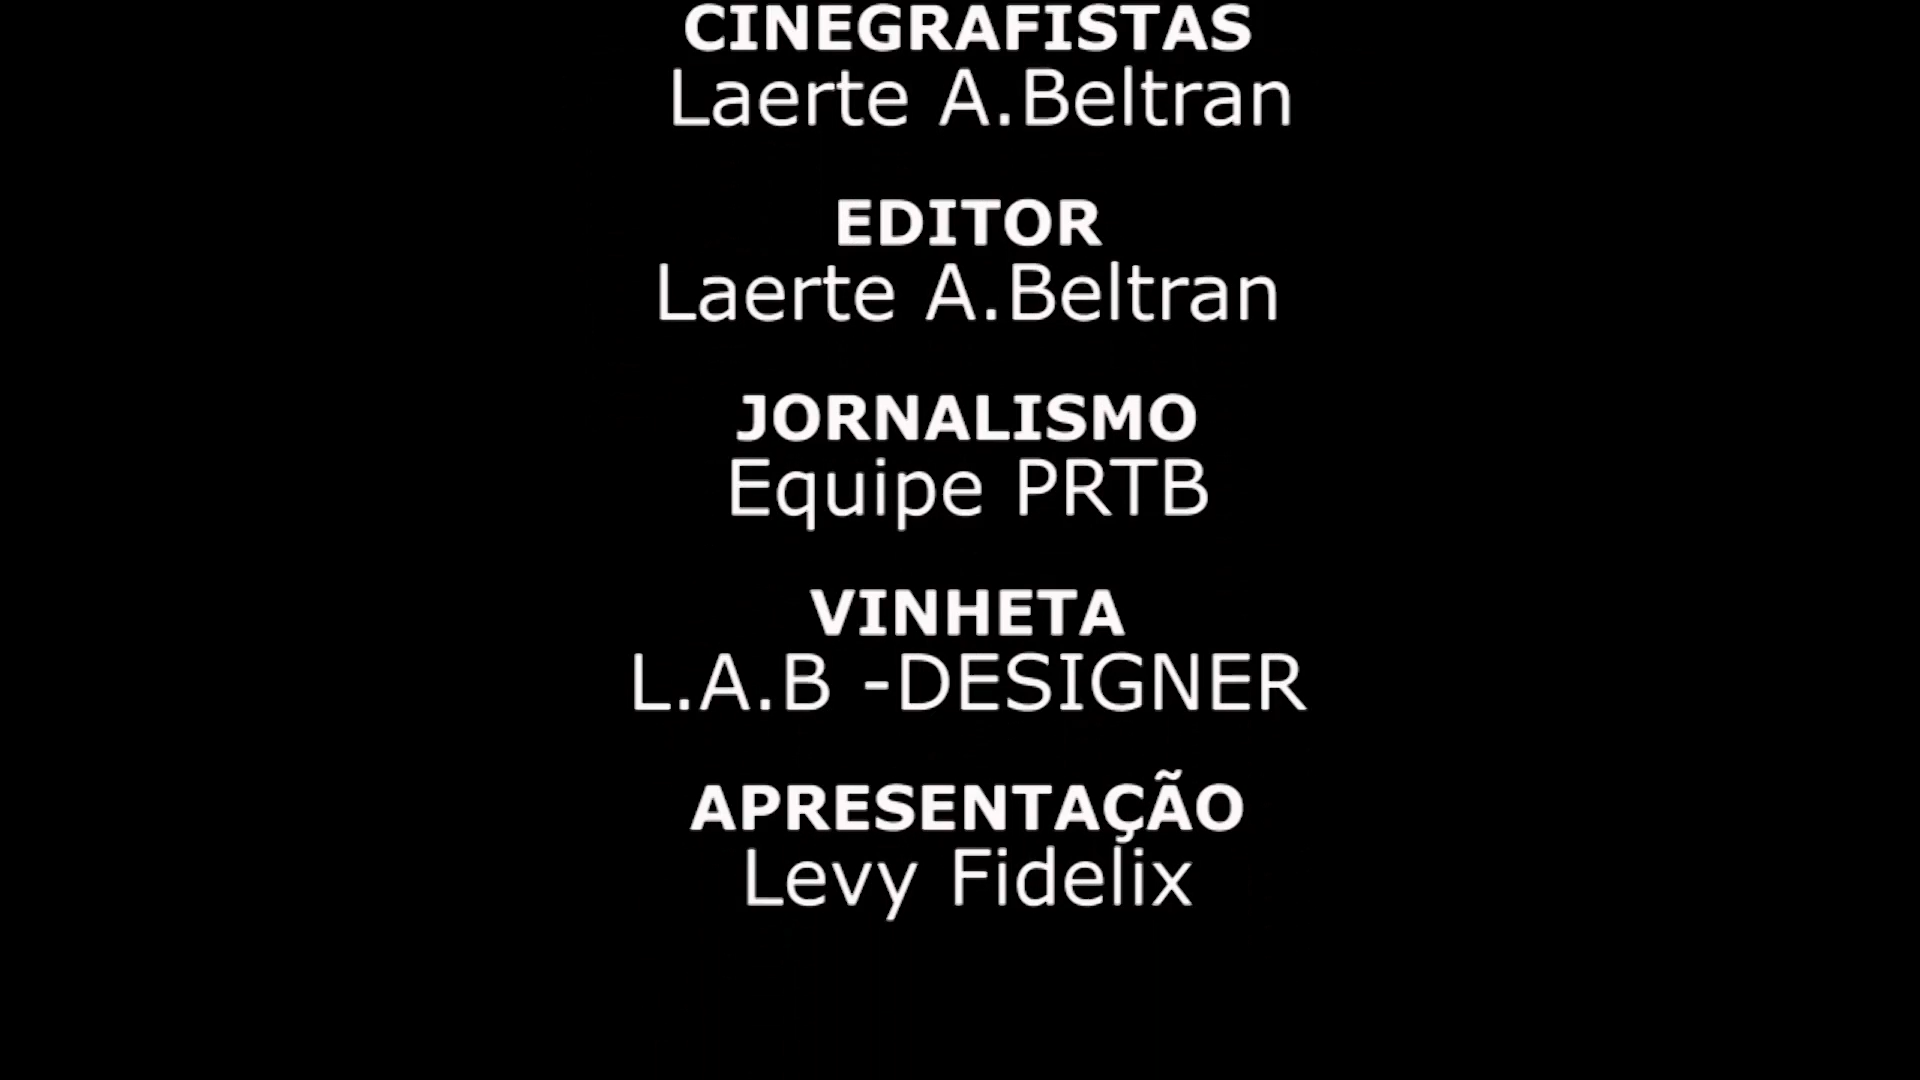 CINEGRAFISTAS
Laerte A.Beltran
EDITOR
Laerte A.Beltran
JORNALISMO
Equipe PRTB
VINHETA
L.A.B -DESIGNER
APRESENTAÇÃO
Levy Fidelix